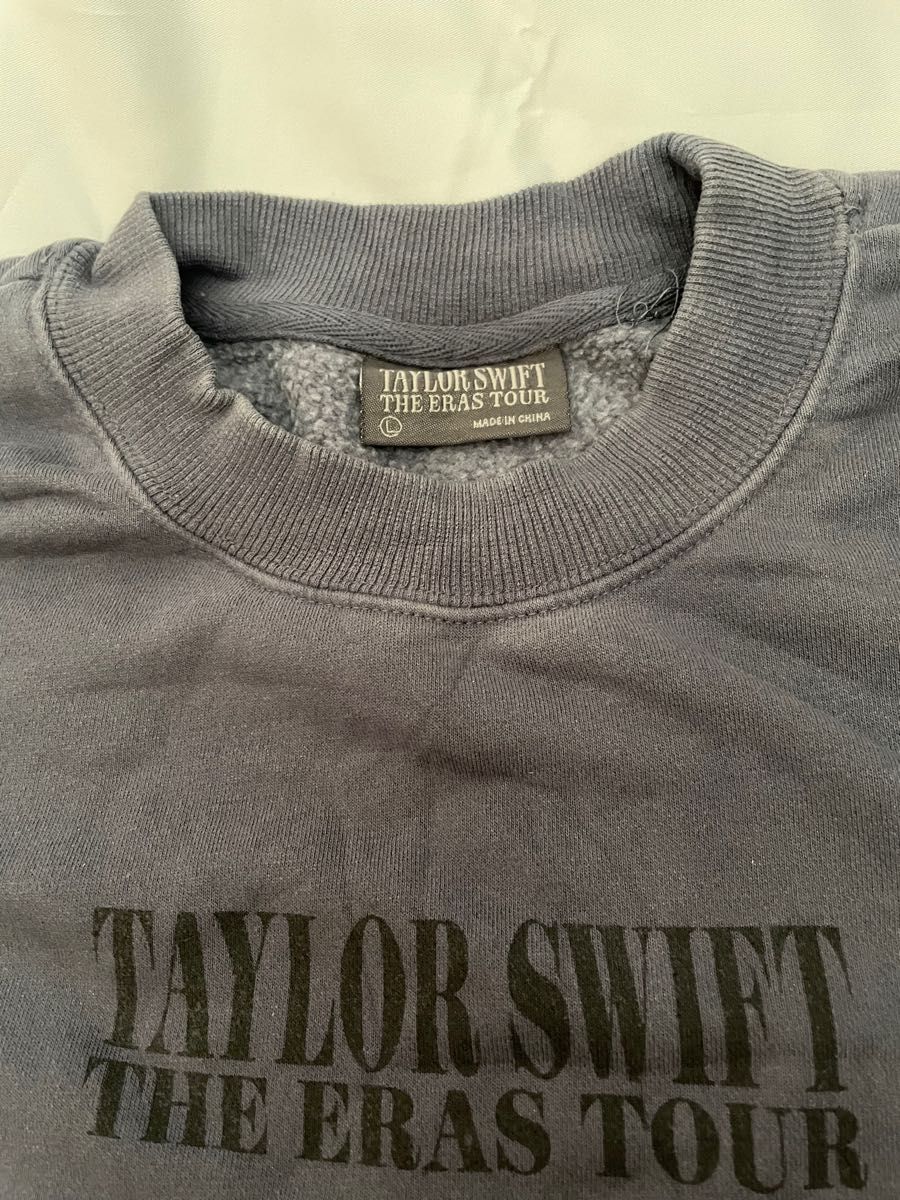 TAYLOR SWIFT
THE ERAS TOUR
L MADE IN CHINA
TAYLOR SWIFT
THE ERAS TOUR